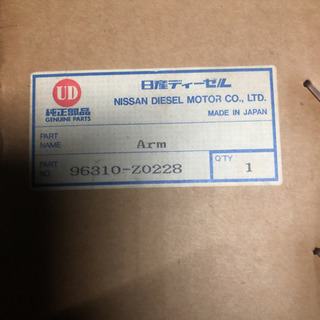 UD
純正部品
GENUINE PARTS
日産ディーゼル
NISSAN DIESEL MOTOR CO., LTD.
MADE IN JAPAN
PART NAME
Arm
PART NO.
96310-Z0228
Q'TY
1